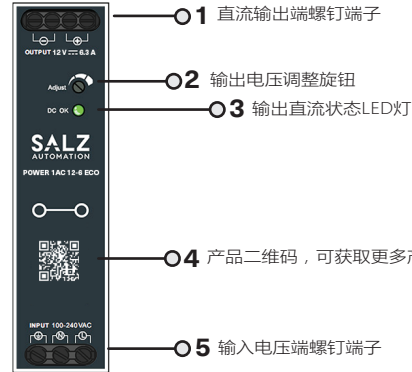 1 直流输出端螺钉端子
OUTPUT 12 V ⎓ 6.3 A
Adjust
2 输出电压调整旋钮
DC OK
3 输出直流状态LED灯
SALZ
AUTOMATION
POWER 1AC 12-6 ECO
4 产品二维码，可获取更多
INPUT 100-240 VAC
N L
5 输入电压端螺钉端子